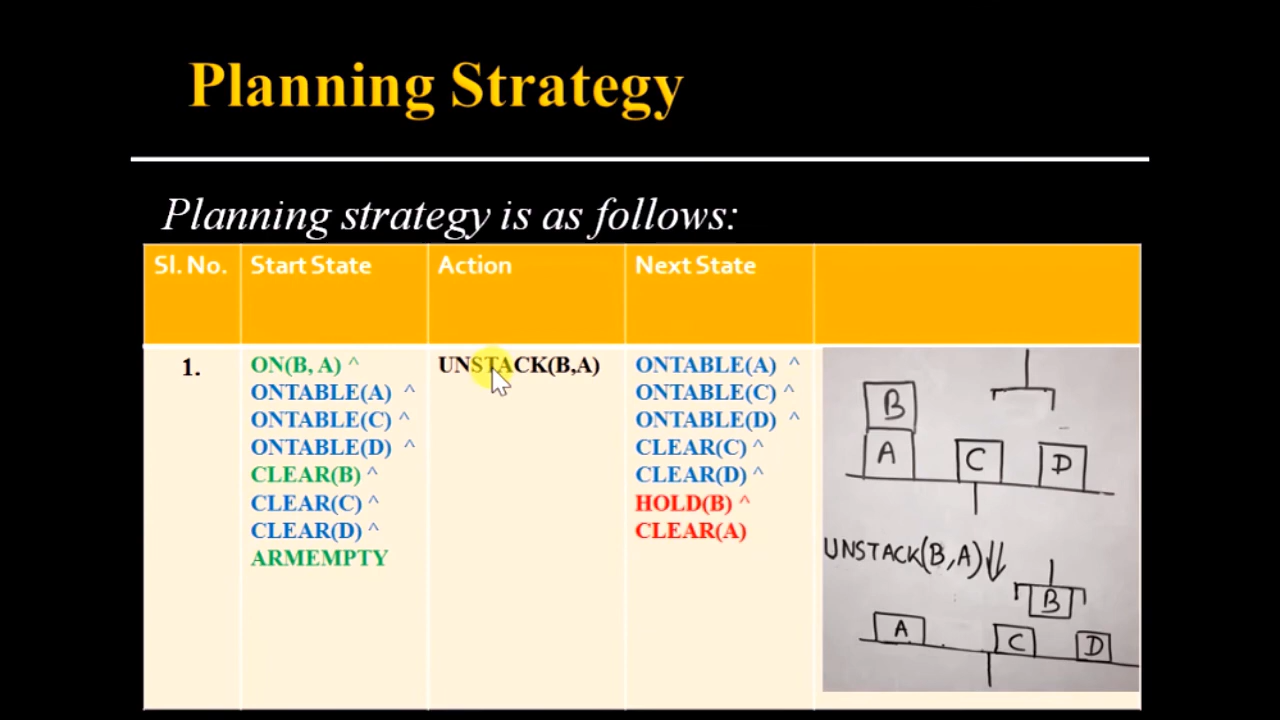 Planning Strategy
Planning strategy is as follows:
Sl. No.
Start State
Action
Next State
1.
ON(B, A) ^
ONTABLE(A) ^
ONTABLE(C) ^
ONTABLE(D) ^
CLEAR(B) ^
CLEAR(C) ^
CLEAR(D) ^
ARMEMPTY
UNSTACK(B,A)
ONTABLE(A) ^
ONTABLE(C) ^
ONTABLE(D) ^
CLEAR(C) ^
CLEAR(D) ^
HOLD(B) ^
CLEAR(A)
B
A
C
D
UNSTACK(B,A)
B
A
C
D